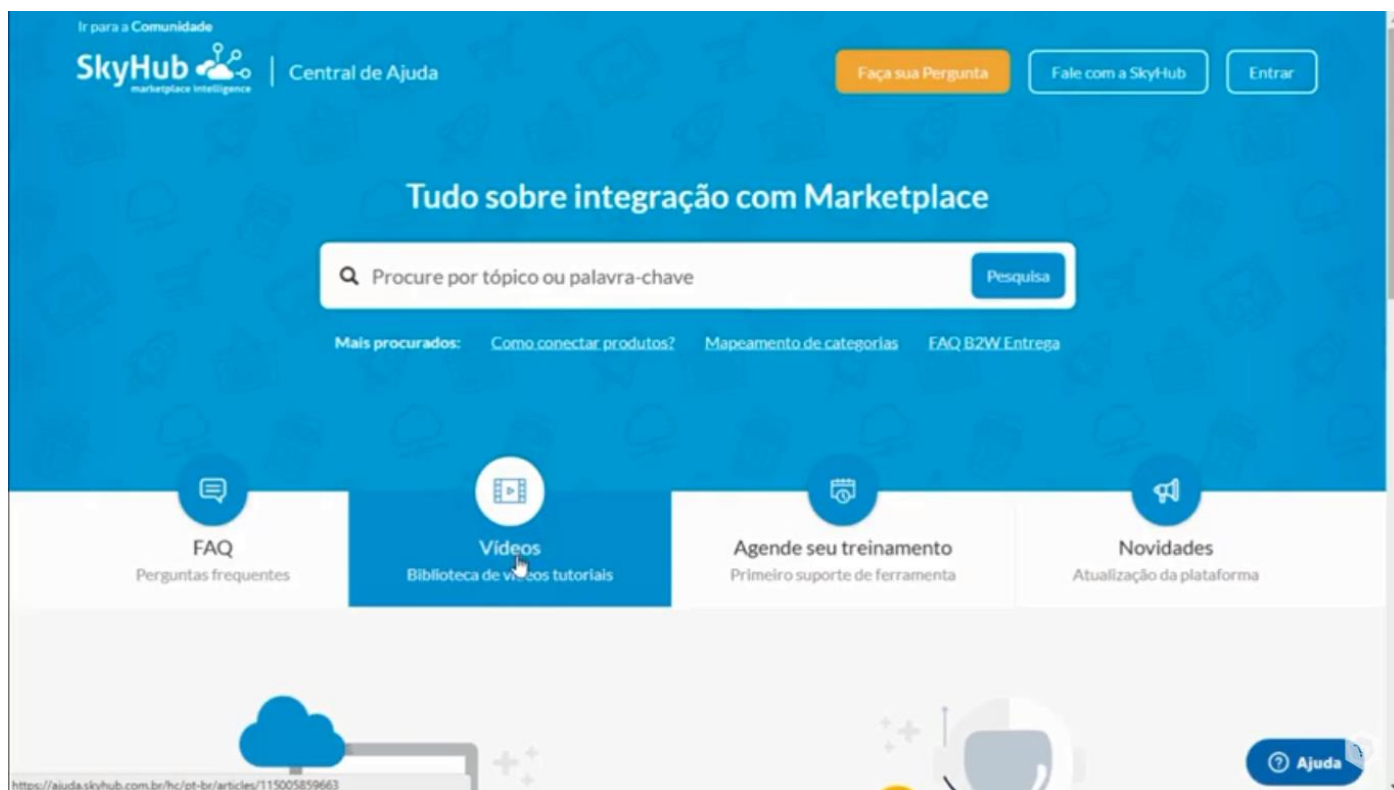 Ir para a Comunidade
SkyHub
marketplace intelligence
Central de Ajuda
Faça sua Pergunta
Fale com a SkyHub
Entrar
Tudo sobre integração com Marketplace
Procure por tópico ou palavra-chave
Pesquisa
Mais procurados: Como conectar produtos? Mapeamento de categorias FAQ B2W Entrega
FAQ
Perguntas frequentes
Vídeos
Biblioteca de vídeos tutoriais
Agende seu treinamento
Primeiro suporte de ferramenta
Novidades
Atualização da plataforma
Ajuda
https://ajuda.skyhub.com.br/hc/pt-br/articles/115005859663